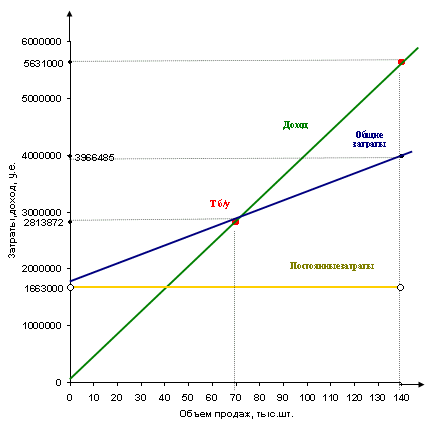 6000000
5631000
5000000
Доход
Общие
затраты
4000000
3966485
Т б/у
3000000
2813872
2000000
Постоянные затраты
1663000
1000000
0
Затраты, доход, у.е.
0 10 20 30 40 50 60 70 80 90 100 110 120 130 140
Объем продаж, тыс.шт.